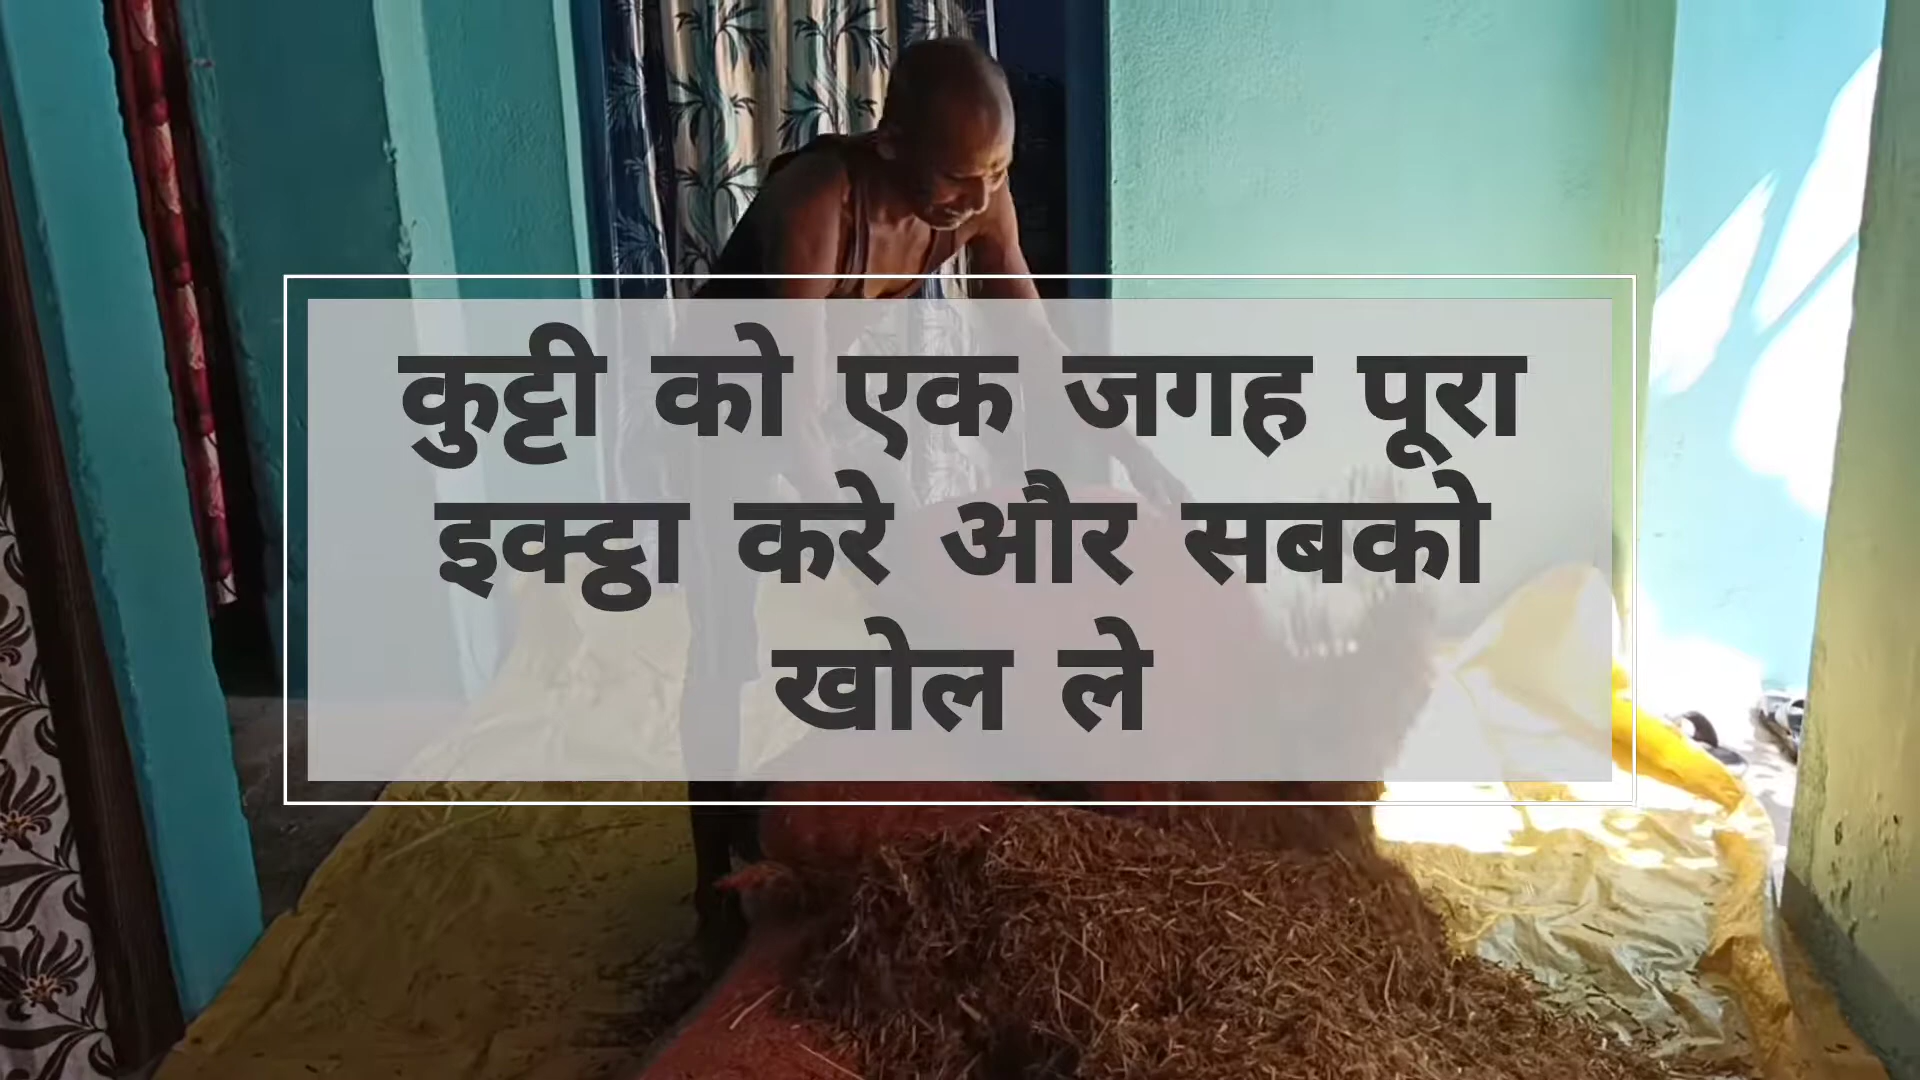 कुट्टी को एक जगह पूरा
इक्ट्ठा करे और सबको
खोल ले